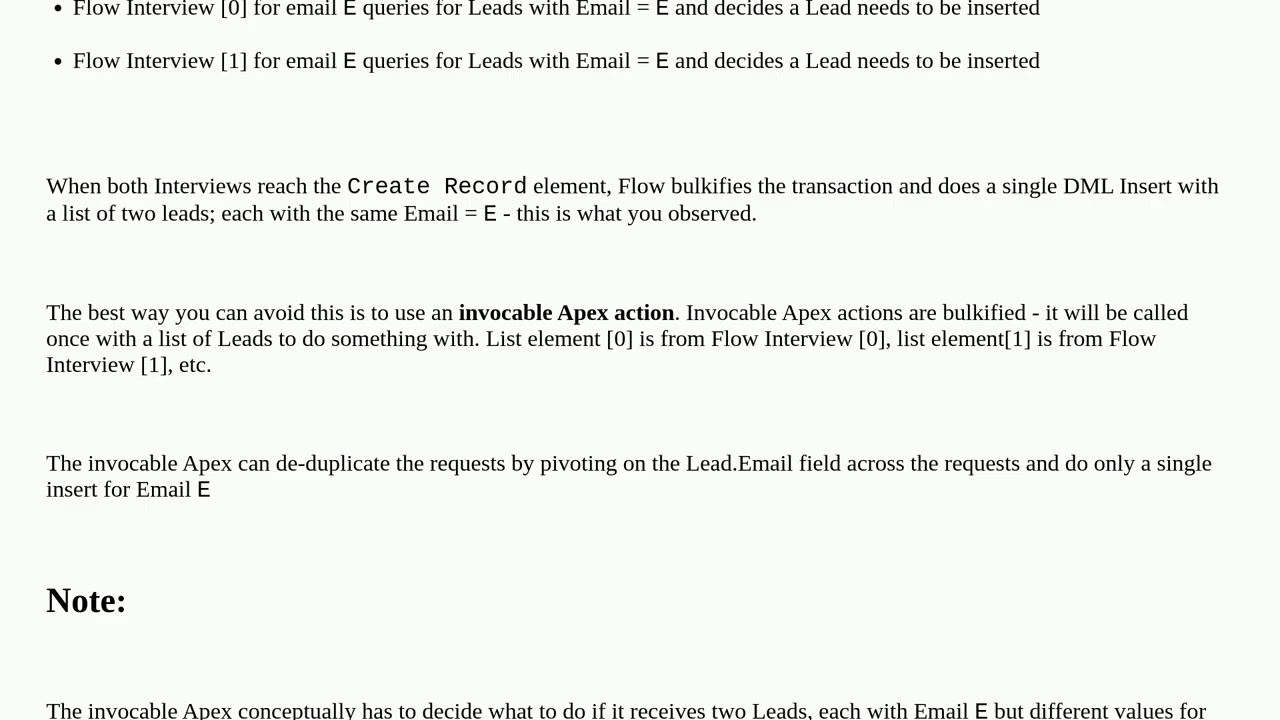 Flow Interview [0] for email E queries for Leads with Email = E and decides a Lead needs to be inserted
Flow Interview [1] for email E queries for Leads with Email = E and decides a Lead needs to be inserted
When both Interviews reach the Create Record element, Flow bulkifies the transaction and does a single DML Insert with
a list of two leads; each with the same Email = E - this is what you observed.
The best way you can avoid this is to use an invocable Apex action. Invocable Apex actions are bulkified - it will be called
once with a list of Leads to do something with. List element [0] is from Flow Interview [0], list element[1] is from Flow
Interview [1], etc.
The invocable Apex can de-duplicate the requests by pivoting on the Lead.Email field across the requests and do only a single
insert for Email E
Note:
The invocable Apex conceptually has to decide what to do if it receives two Leads, each with Email E but different values for